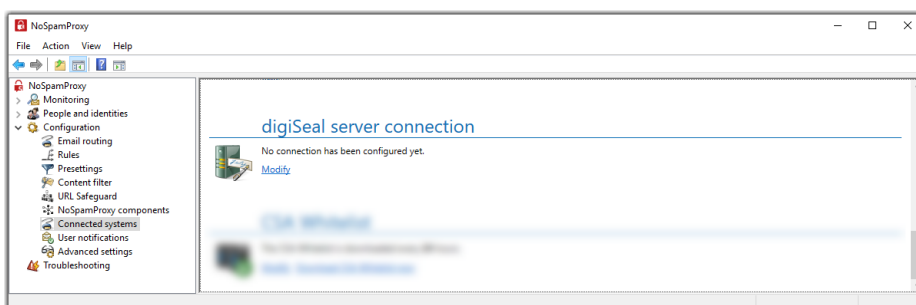 NoSpamProxy
File Action View Help
NoSpamProxy
Monitoring
People and identities
Configuration
Email routing
Rules
Presettings
Content filter
URL Safeguard
NoSpamProxy components
Connected systems
User notifications
Advanced settings
Troubleshooting
digiSeal server connection
No connection has been configured yet.
Modify
CSA Whitelist